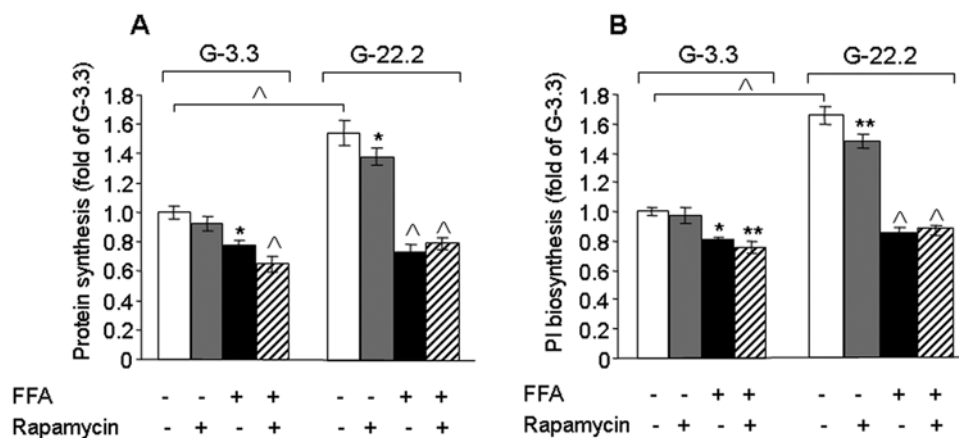 A
G-3.3
G-22.2
^
Protein synthesis (fold of G-3.3)
1.8
1.6
1.4
1.2
1.0
0.8
0.6
0.4
0.2
0
*
^
*
^
^
FFA
- - + + - - + +
Rapamycin
- + - + - + - +
B
G-3.3
G-22.2
^
PI biosynthesis (fold of G-3.3)
1.8
1.6
1.4
1.2
1.0
0.8
0.6
0.4
0.2
0
*
**
**
^
^
FFA
- - + + - - + +
Rapamycin
- + - + - + - +